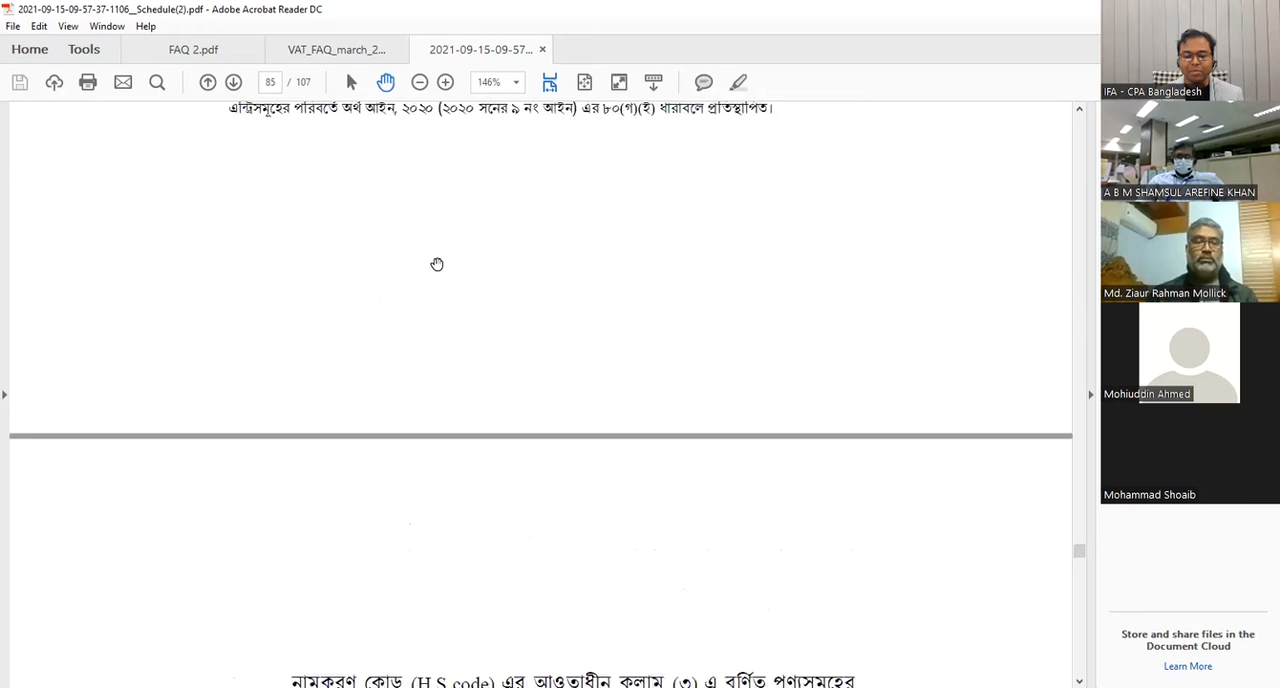 2021-09-15-09-57-37-1106__Schedule(2).pdf - Adobe Acrobat Reader DC
File Edit View Window Help
Home Tools FAQ 2.pdf VAT_FAQ_march_2... 2021-09-15-09-57... ×
85 / 107 146%
এন্ট্রিসমূহের পরিবর্তে অর্থ আইন, ২০২০ (২০২০ সনের ৯ নং আইন) এর ৮০(গ)(ই) ধারাবলে প্রতিস্থাপিত।
নামকরণ কোড (H.S code) এর আওতাধীন কলাম (৩) এ বর্ণিত পণ্যসমূহের
IFA - CPA Bangladesh
A B M SHAMSUL AREFINE KHAN
Md. Ziaur Rahman Mollick
Mohiuddin Ahmed
Mohammad Shoaib
Store and share files in the
Document Cloud
Learn More